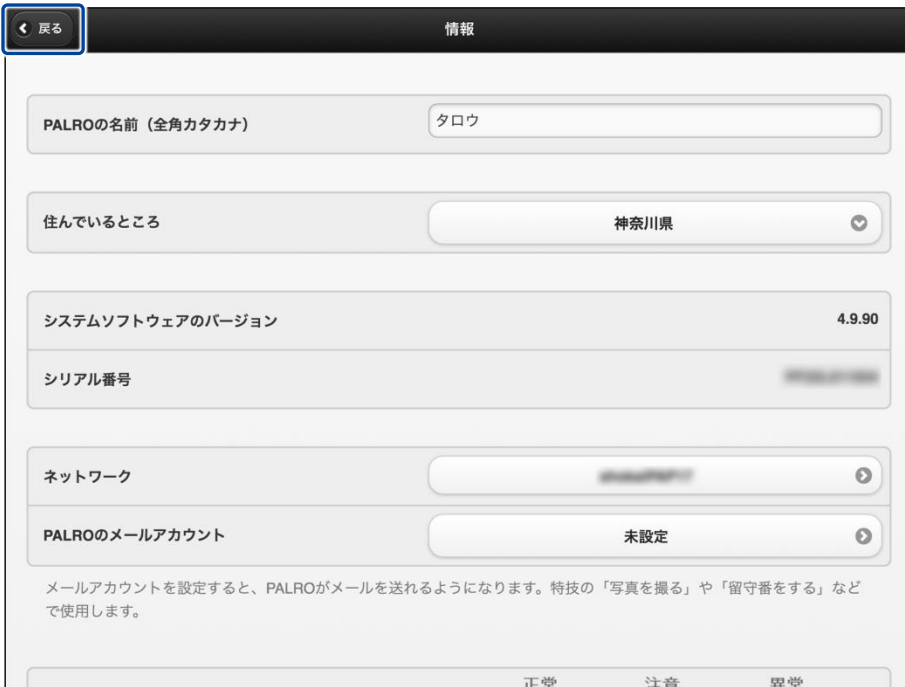 戻る
情報
PALROの名前（全角カタカナ）
タロウ
住んでいるところ
神奈川県
システムソフトウェアのバージョン
4.9.90
シリアル番号
ネットワーク
PALROのメールアカウント
未設定
メールアカウントを設定すると、PALROがメールを送れるようになります。特技の「写真を撮る」や「留守番をする」など
で使用します。
正常 注意 異常